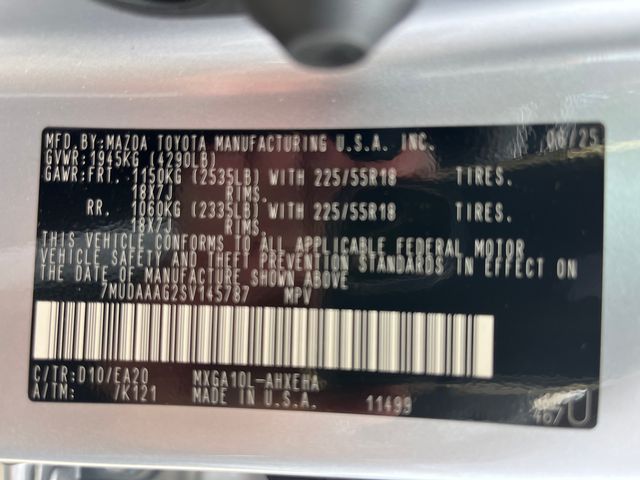 MFD. BY: MAZDA TOYOTA MANUFACTURING U.S.A. INC. 06/25
GVWR: 1945KG (4290LB)
GAWR: FRT. 1150KG (2535LB) WITH 225/55R18 TIRES.
18X7J RIMS.
RR. 1060KG (2335LB) WITH 225/55R18 TIRES.
18X7J RIMS.
THIS VEHICLE CONFORMS TO ALL APPLICABLE FEDERAL MOTOR
VEHICLE SAFETY AND THEFT PREVENTION STANDARDS IN EFFECT ON
THE DATE OF MANUFACTURE SHOWN ABOVE
7MUDAAAG2SV145787 MPV
C/TR: D10/EA20 MXGA10L-AHXEHA
A/TM: /K121 MADE IN U.S.A. 11499
467U